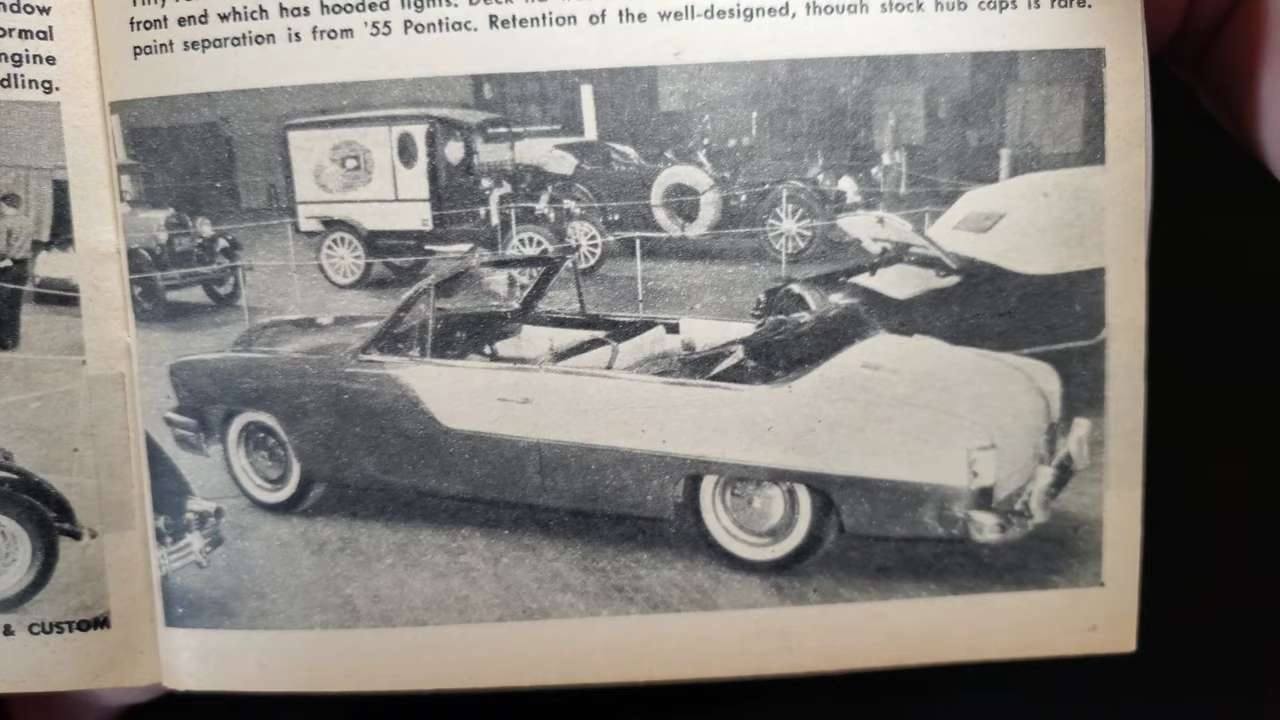 ndow
ormal
ngine
dling.
& CUSTOM
front end which has hooded lights. Deck
paint separation is from '55 Pontiac. Retention of the well-designed, though stock hub caps is rare.